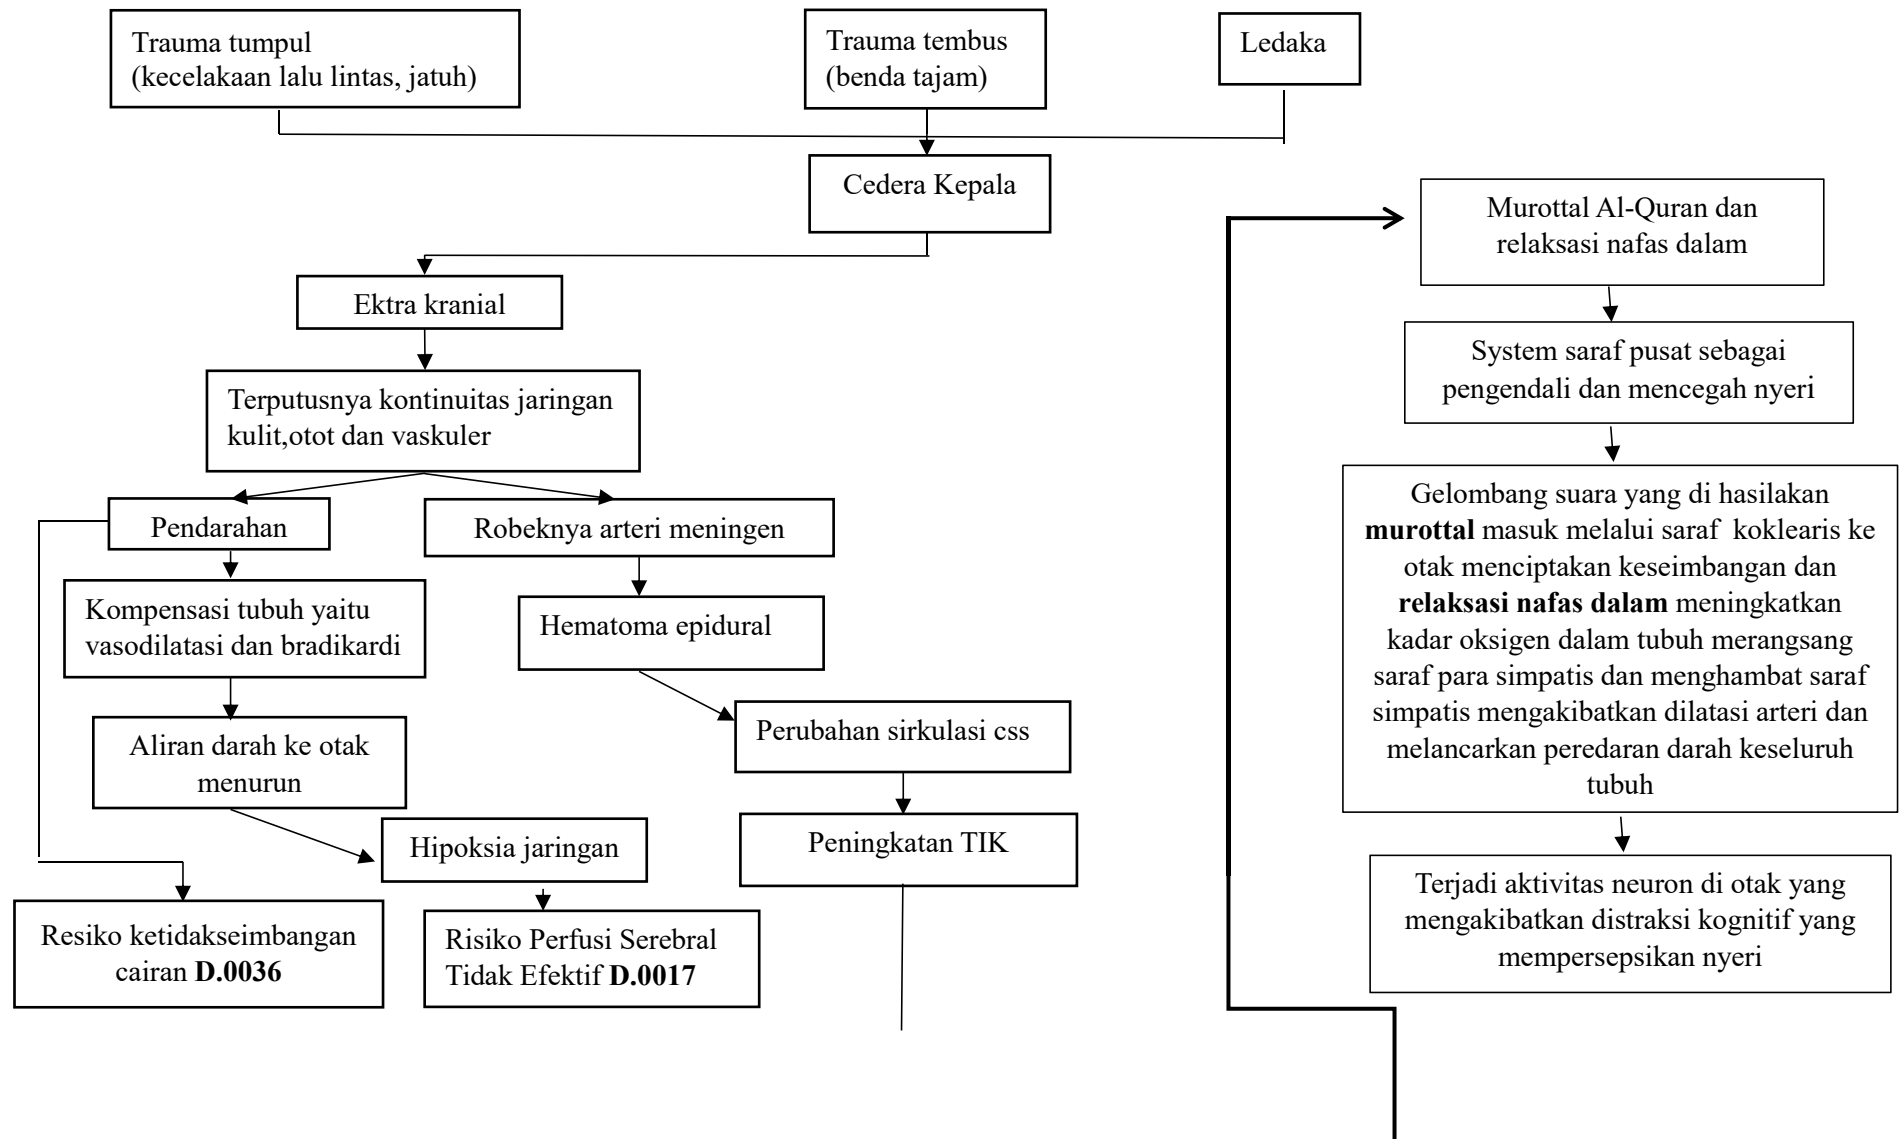 Trauma tumpul
(kecelakaan lalu lintas, jatuh)
Trauma tembus
(benda tajam)
Ledaka
Cedera Kepala
Ektra kranial
Terputusnya kontinuitas jaringan
kulit,otot dan vaskuler
Pendarahan
Robeknya arteri meningen
Kompensasi tubuh yaitu
vasodilatasi dan bradikardi
Hematoma epidural
Aliran darah ke otak
menurun
Perubahan sirkulasi css
Hipoksia jaringan
Peningkatan TIK
Resiko ketidakseimbangan
cairan D.0036
Risiko Perfusi Serebral
Tidak Efektif D.0017
Murottal Al-Quran dan
relaksasi nafas dalam
System saraf pusat sebagai
pengendali dan mencegah nyeri
Gelombang suara yang di hasilakan
murottal masuk melalui saraf  koklearis ke
otak menciptakan keseimbangan dan
relaksasi nafas dalam meningkatkan
kadar oksigen dalam tubuh merangsang
saraf para simpatis dan menghambat saraf
simpatis mengakibatkan dilatasi arteri dan
melancarkan peredaran darah keseluruh
tubuh
Terjadi aktivitas neuron di otak yang
mengakibatkan distraksi kognitif yang
mempersepsikan nyeri